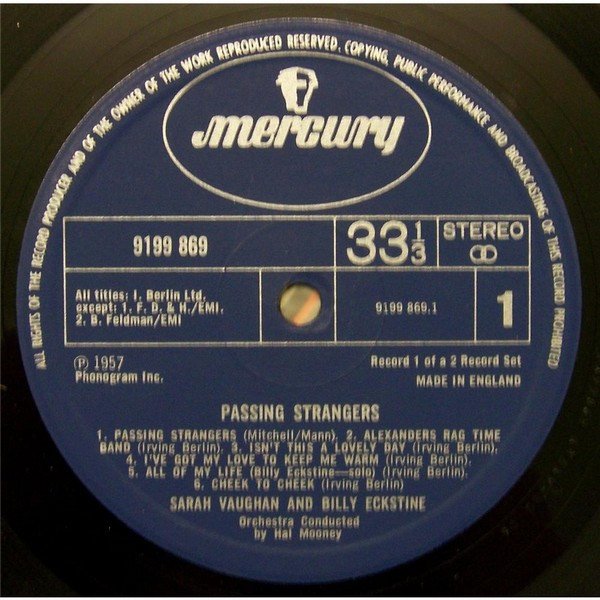 ALL RIGHTS OF THE RECORD PRODUCER AND OF THE OWNER OF THE WORK REPRODUCED RESERVED. COPYING, PUBLIC PERFORMANCE AND BROADCASTING OF THIS RECORD PROHIBITED
mercury
9199 869
33 1/3
STEREO
All titles: I. Berlin Ltd.
except: 1. F. D. & H./EMI.
2. B. Feldman/EMI
9199 869.1
1
Ⓟ 1957
Phonogram Inc.
Record 1 of a 2 Record Set
MADE IN ENGLAND
PASSING STRANGERS
1. PASSING STRANGERS (Mitchell/Mann). 2. ALEXANDERS RAG TIME
BAND (Irving Berlin). 3. ISN'T THIS A LOVELY DAY (Irving Berlin).
4. I'VE GOT MY LOVE TO KEEP ME WARM (Irving Berlin)
5. ALL OF MY LIFE (Billy Eckstine—solo) (Irving Berlin)
6. CHEEK TO CHEEK (Irving Berlin)
SARAH VAUGHAN AND BILLY ECKSTINE
Orchestra Conducted
by Hal Mooney